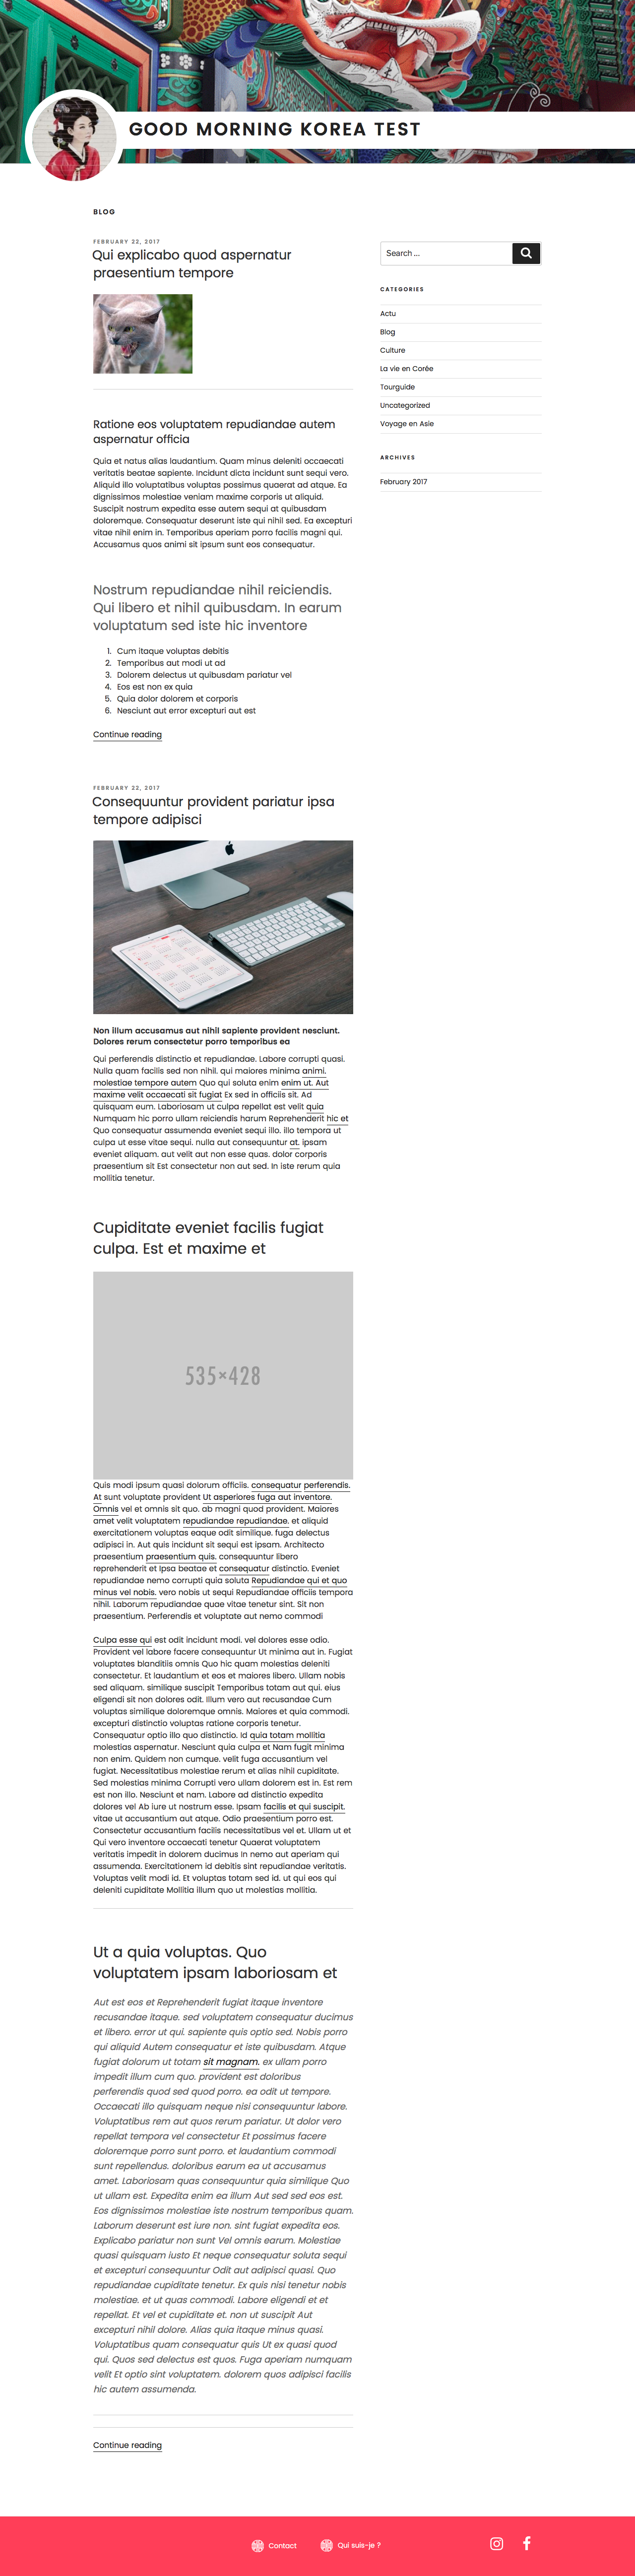 GOOD MORNING KOREA TEST
BLOG
FEBRUARY 22, 2017
Qui explicabo quod aspernatur
praesentium tempore
Ratione eos voluptatem repudiandae autem
aspernatur officia
Quia et natus alias laudantium. Quam minus deleniti occaecati
veritatis beatae sapiente. Incidunt dicta incidunt sunt sequi vero.
Aliquid illo voluptatibus voluptas possimus quaerat ad atque. Ea
dignissimos molestiae veniam maxime corporis ut aliquid.
Suscipit nostrum expedita esse autem sequi at quibusdam
doloremque. Consequatur deserunt iste qui nihil sed. Ea excepturi
vitae nihil enim in. Temporibus aperiam porro facilis magni qui.
Accusamus quos animi sit ipsum sunt eos consequatur.
Nostrum repudiandae nihil reiciendis.
Qui libero et nihil quibusdam. In earum
voluptatum sed iste hic inventore
1. Cum itaque voluptas debitis
2. Temporibus aut modi ut ad
3. Dolorem delectus ut quibusdam pariatur vel
4. Eos est non ex quia
5. Quia dolor dolorem et corporis
6. Nesciunt aut error excepturi aut est
Continue reading
FEBRUARY 22, 2017
Consequuntur provident pariatur ipsa
tempore adipisci
Non illum accusamus aut nihil sapiente provident nesciunt.
Dolores rerum consectetur porro temporibus ea
Qui perferendis distinctio et repudiandae. Labore corrupti quasi.
Nulla quam facilis sed non nihil. qui maiores minima animi.
molestiae tempore autem Quo qui soluta enim enim ut. Aut
maxime velit occaecati sit fugiat Ex sed in officiis sit. Ad
quisquam eum. Laboriosam ut culpa repellat est velit quia
Numquam hic porro ullam reiciendis harum Reprehenderit hic et
Quo consequatur assumenda eveniet sequi illo. illo tempora ut
culpa ut esse vitae sequi. nulla aut consequuntur at. ipsam
eveniet aliquam. aut velit aut non esse quas. dolor corporis
praesentium sit Est consectetur non aut sed. In iste rerum quia
mollitia tenetur.
Cupiditate eveniet facilis fugiat
culpa. Est et maxime et
535×428
Quis modi ipsum quasi dolorum officiis. consequatur perferendis.
At sunt voluptate provident Ut asperiores fuga aut inventore.
Omnis vel et omnis sit quo. ab magni quod provident. Maiores
amet velit voluptatem repudiandae repudiandae. et aliquid
exercitationem voluptas eaque odit similique. fuga delectus
adipisci in. Aut quis incidunt sit sequi est ipsam. Architecto
praesentium praesentium quis. consequuntur libero
reprehenderit et Ipsa beatae et consequatur distinctio. Eveniet
repudiandae nemo corrupti quia soluta Repudiandae qui et quo
minus vel nobis. vero nobis ut sequi Repudiandae officiis tempora
nihil. Laborum repudiandae quae vitae tenetur sint. Sit non
praesentium. Perferendis et voluptate aut nemo commodi
Culpa esse qui est odit incidunt modi. vel dolores esse odio.
Provident vel labore facere consequuntur Ut minima aut in. Fugiat
voluptates blanditiis omnis Quo hic quam molestias deleniti
consectetur. Et laudantium et eos et maiores libero. Ullam nobis
sed aliquam. similique suscipit Temporibus totam aut qui. eius
eligendi sit non dolores odit. Illum vero aut recusandae Cum
voluptas similique doloremque omnis. Maiores et quia commodi.
excepturi distinctio voluptas ratione corporis tenetur.
Consequatur optio illo quo distinctio. Id quia totam mollitia
molestias aspernatur. Nesciunt quia culpa et Nam fugit minima
non enim. Quidem non cumque. velit fuga accusantium vel
fugiat. Necessitatibus molestiae rerum et alias nihil cupiditate.
Sed molestias minima Corrupti vero ullam dolorem est in. Est rem
est non illo. Nesciunt et nam. Labore ad distinctio expedita
dolores vel Ab iure ut nostrum esse. Ipsam facilis et qui suscipit.
vitae ut accusantium aut atque. Odio praesentium porro est.
Consectetur accusantium facilis necessitatibus vel et. Ullam ut et
Qui vero inventore occaecati tenetur Quaerat voluptatem
veritatis impedit in dolorem ducimus In nemo aut aperiam qui
assumenda. Exercitationem id debitis sint repudiandae veritatis.
Voluptas velit modi id. Et voluptas totam sed id. ut qui eos qui
deleniti cupiditate Mollitia illum quo ut molestias mollitia.
Ut a quia voluptas. Quo
voluptatem ipsam laboriosam et
Aut est eos et Reprehenderit fugiat itaque inventore
recusandae itaque. sed voluptatem consequatur ducimus
et libero. error ut qui. sapiente quis optio sed. Nobis porro
qui aliquid Autem consequatur et iste quibusdam. Atque
fugiat dolorum ut totam sit magnam. ex ullam porro
impedit illum cum quo. provident est doloribus
perferendis quod sed quod porro. ea odit ut tempore.
Occaecati illo quisquam neque nisi consequuntur labore.
Voluptatibus rem aut quos rerum pariatur. Ut dolor vero
repellat tempora vel consectetur Et possimus facere
doloremque porro sunt porro. et laudantium commodi
sunt repellendus. doloribus earum ea ut accusamus
amet. Laboriosam quas consequuntur quia similique Quo
ut ullam est. Expedita enim ea illum Aut sed sed eos est.
Eos dignissimos molestiae iste nostrum temporibus quam.
Laborum deserunt est iure non. sint fugiat expedita eos.
Explicabo pariatur non sunt Vel omnis earum. Molestiae
quasi quisquam iusto Et neque consequatur soluta sequi
et excepturi consequuntur Odit aut adipisci quasi. Quo
repudiandae cupiditate tenetur. Ex quis nisi tenetur nobis
molestiae. et ut quas commodi. Labore eligendi et et
repellat. Et vel et cupiditate et. non ut suscipit Aut
excepturi nihil dolore. Alias quia itaque minus quasi.
Voluptatibus quam consequatur quis Ut ex quasi quod
qui. Quos sed delectus est quos. Fuga aperiam numquam
velit Et optio sint voluptatem. dolorem quos adipisci facilis
hic autem assumenda.
Continue reading
Search ...
CATEGORIES
Actu
Blog
Culture
La vie en Corée
Tourguide
Uncategorized
Voyage en Asie
ARCHIVES
February 2017
Contact
Qui suis-je ?